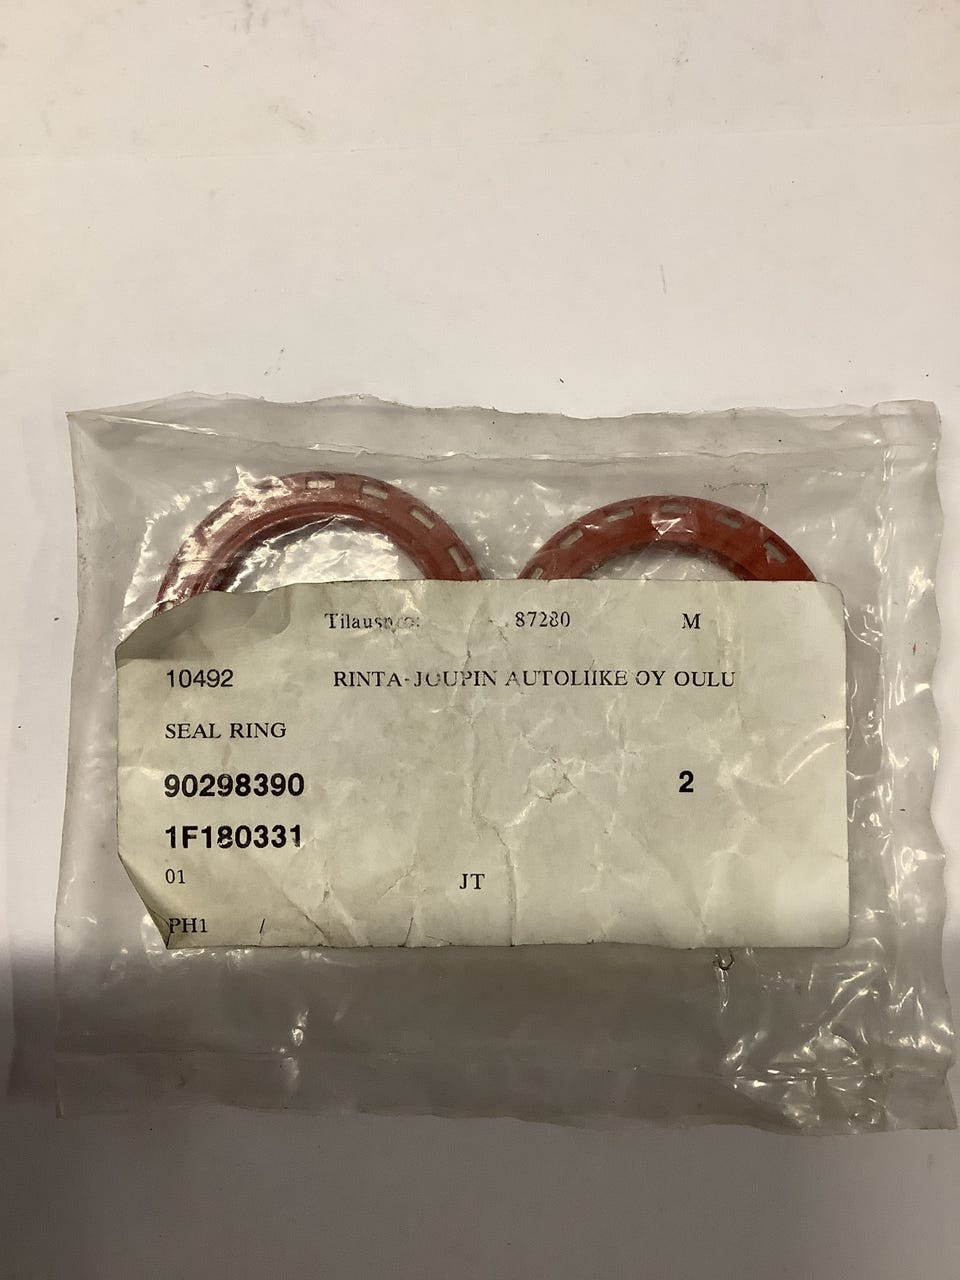 Tilausnro: 87280 M
10492 RINTA-JOUPIN AUTOLIIKE OY OULU
SEAL RING
90298390 2
1F180331
01 JT
PH1 /